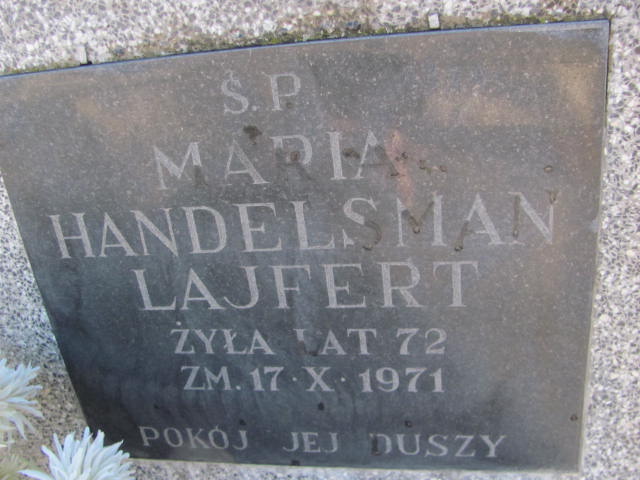 Ś.P.
MARIA
HANDELSMAN
LAJFERT
ŻYŁA LAT 72
ZM. 17·X·1971
POKÓJ JEJ DUSZY